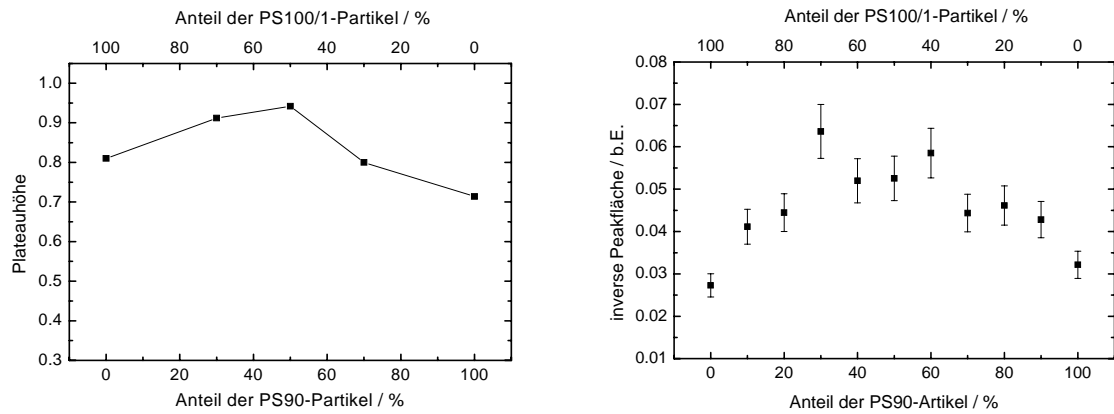 Anteil der PS100/1-Partikel / %
100 80 60 40 20 0
1.0
0.9
0.8
0.7
0.6
0.5
0.4
0.3
Plateauhöhe
0 20 40 60 80 100
Anteil der PS90-Partikel / %
Anteil der PS100/1-Partikel / %
100 80 60 40 20 0
0.08
0.07
0.06
0.05
0.04
0.03
0.02
0.01
inverse Peakfläche / b.E.
0 20 40 60 80 100
Anteil der PS90-Artikel / %